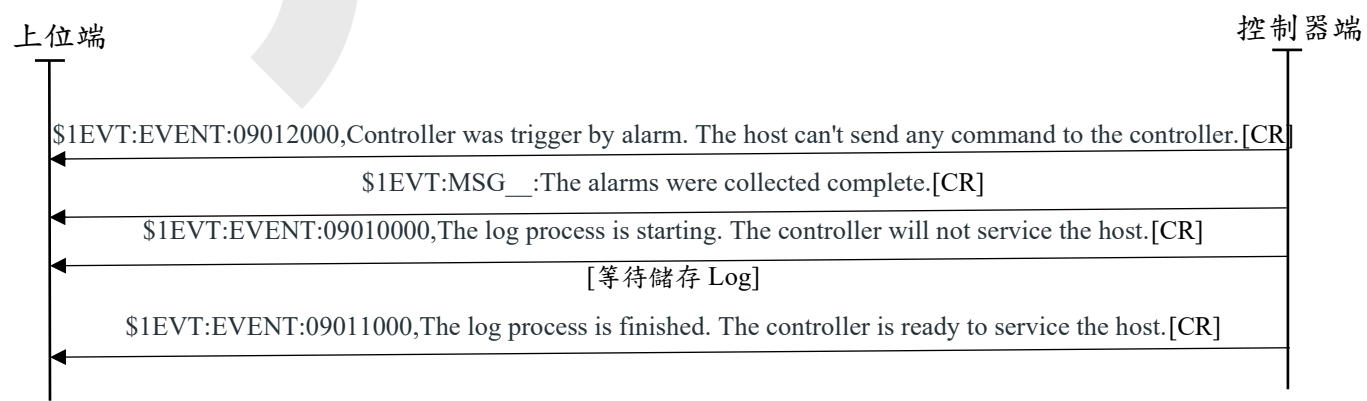 上位端
控制器端
$1EVT:EVENT:09012000,Controller was trigger by alarm. The host can't send any command to the controller.[CR]
$1EVT:MSG__:The alarms were collected complete.[CR]
$1EVT:EVENT:09010000,The log process is starting. The controller will not service the host.[CR]
[等待儲存 Log]
$1EVT:EVENT:09011000,The log process is finished. The controller is ready to service the host.[CR]